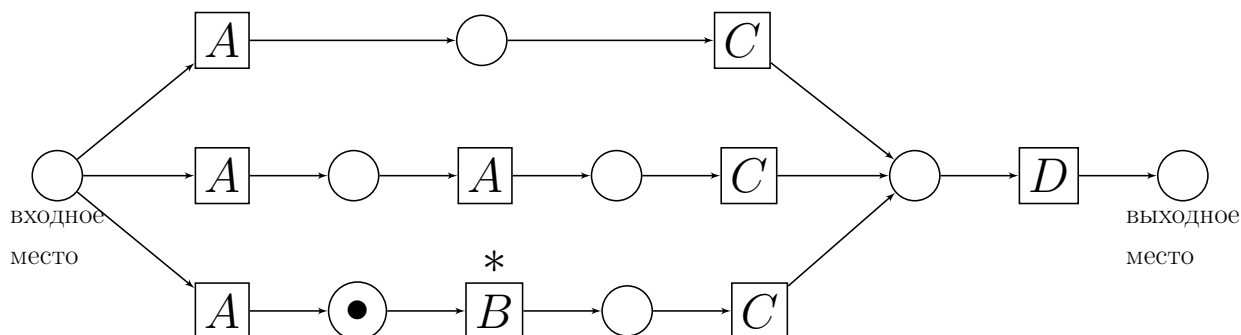 A C
A A C D
входное
место
выходное
место
*
A B C